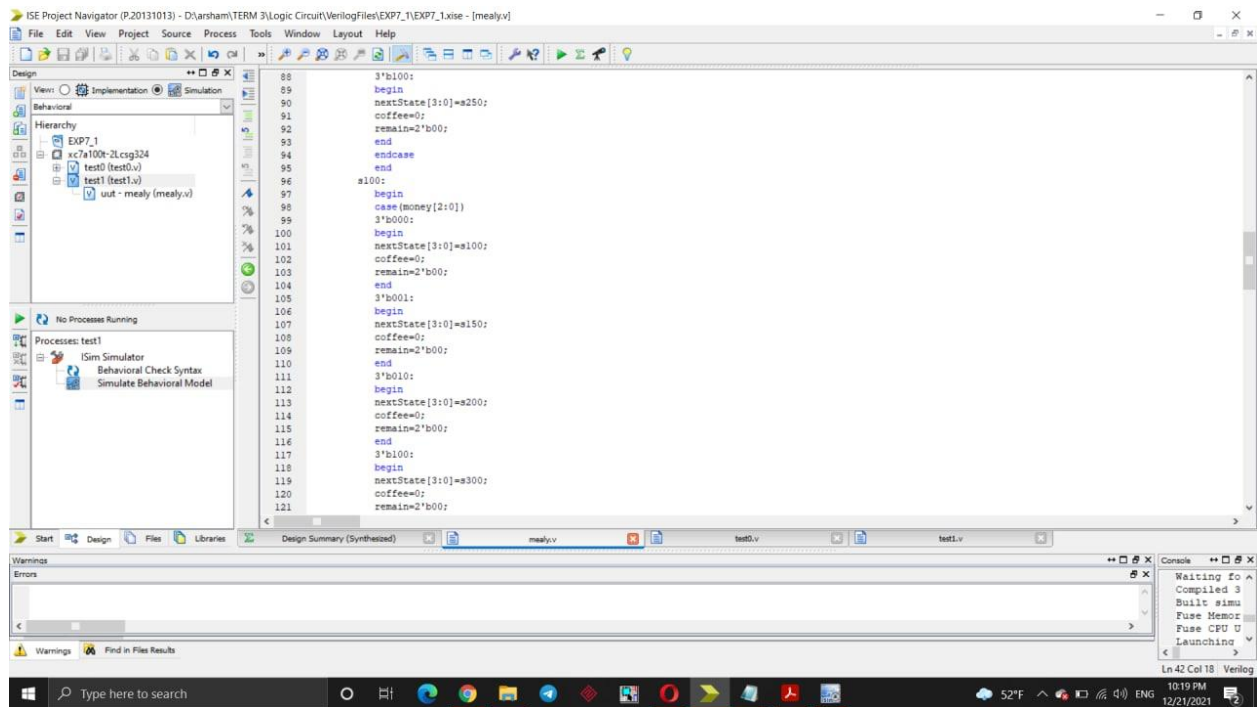 ISE Project Navigator (P.20131013) - D:\arsham\TERM 3\Logic Circuit\VerilogFiles\EXP7_1\EXP7_1.xise - [mealy.v]
File Edit View Project Source Process Tools Window Layout Help
Design
View: Implementation Simulation
Behavioral
Hierarchy
EXP7_1
xc7a100t-2Lcsg324
test0 (test0.v)
test1 (test1.v)
uut - mealy (mealy.v)
No Processes Running
Processes: test1
ISim Simulator
Behavioral Check Syntax
Simulate Behavioral Model
88 3'b100:
89 begin
90 nextState[3:0]=s250;
91 coffee=0;
92 remain=2'b00;
93 end
94 endcase
95 end
96 s100:
97 begin
98 case(money[2:0])
99 3'b000:
100 begin
101 nextState[3:0]=s100;
102 coffee=0;
103 remain=2'b00;
104 end
105 3'b001:
106 begin
107 nextState[3:0]=s150;
108 coffee=0;
109 remain=2'b00;
110 end
111 3'b010:
112 begin
113 nextState[3:0]=s200;
114 coffee=0;
115 remain=2'b00;
116 end
117 3'b100:
118 begin
119 nextState[3:0]=s300;
120 coffee=0;
121 remain=2'b00;
Start Design Files Libraries
Design Summary (Synthesized) mealy.v test0.v test1.v
Warnings
Errors
Console
Waiting fo
Compiled 3
Built simu
Fuse Memor
Fuse CPU U
Launching
Warnings Find in Files Results
Ln 42 Col 18 Verilog
Type here to search
52°F ENG
10:19 PM
12/21/2021
2